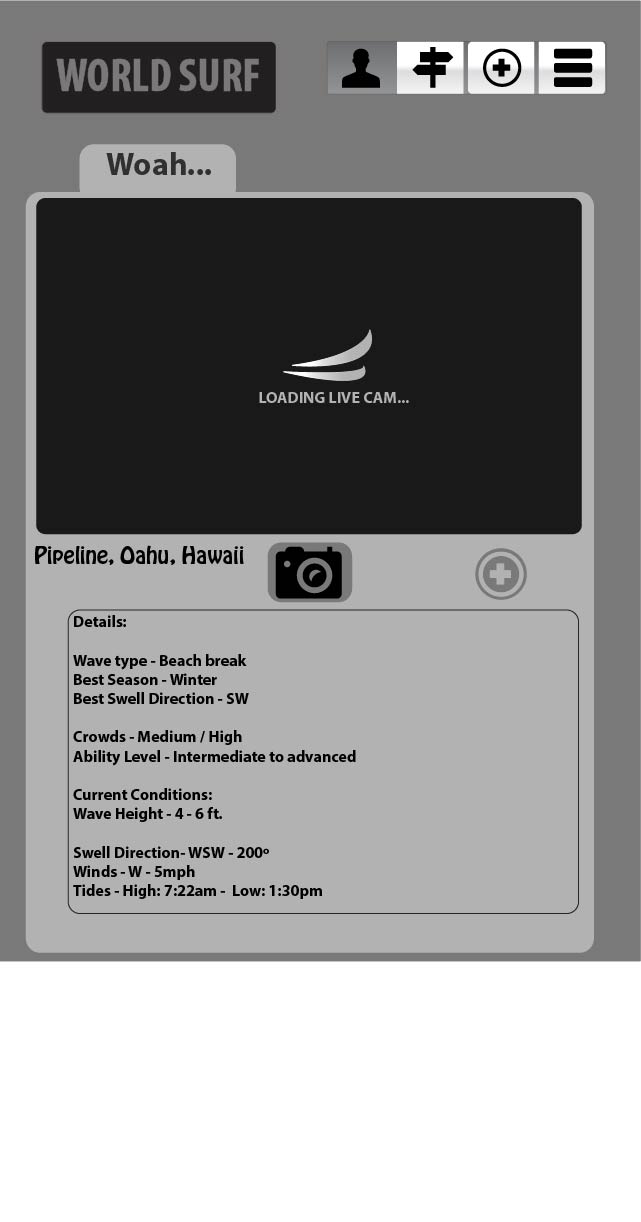 WORLD SURF
Woah...
LOADING LIVE CAM...
Pipeline, Oahu, Hawaii
Details:
Wave type - Beach break
Best Season - Winter
Best Swell Direction - SW
Crowds - Medium / High
Ability Level - Intermediate to advanced
Current Conditions:
Wave Height - 4 - 6 ft.
Swell Direction- WSW - 200º
Winds - W - 5mph
Tides - High: 7:22am -  Low: 1:30pm